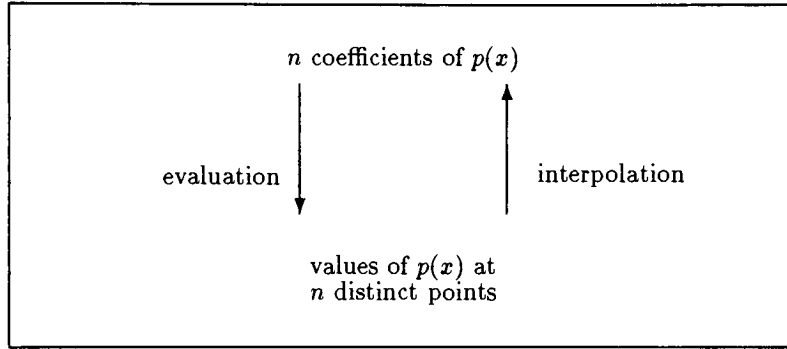 n coefficients of p(x)
evaluation
interpolation
values of p(x) at
n distinct points